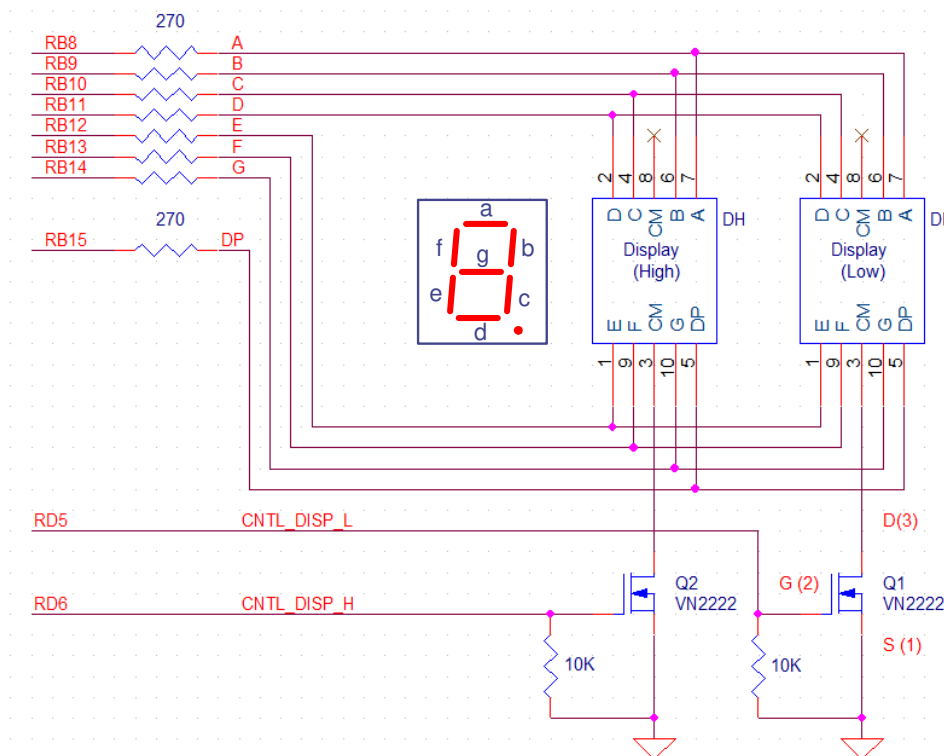 270
RB8 A
RB9 B
RB10 C
RB11 D
RB12 E
RB13 F
RB14 G
270
RB15 DP
a
f b
g
e c
d
2 4 8 6 7
D C CM B A
DH
Display
(High)
E F CM G DP
1 9 3 10 5
2 4 8 6 7
D C CM B A
Display
(Low)
E F CM G DP
1 9 3 10 5
RD5 CNTL_DISP_L
D(3)
RD6 CNTL_DISP_H
Q2
VN2222
G (2)
Q1
VN2222
S (1)
10K
10K